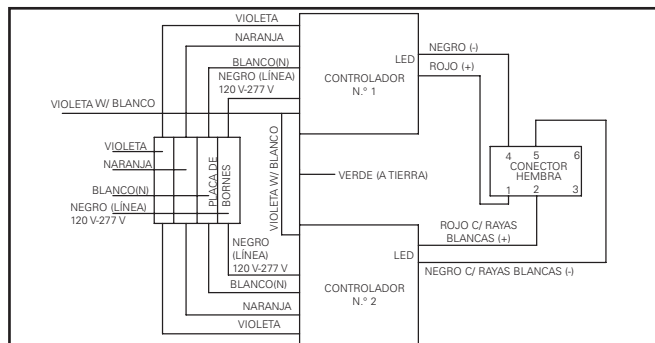 VIOLETA
NARANJA
BLANCO(N)
NEGRO (LÍNEA)
120 V-277 V
LED
CONTROLADOR
N.° 1
NEGRO (-)
ROJO (+)
VIOLETA W/ BLANCO
VIOLETA
NARANJA
BLANCO(N)
NEGRO (LÍNEA)
120 V-277 V
PLACA DE
BORNES
VIOLETA W/ BLANCO
VERDE (A TIERRA)
4 5 6
CONECTOR
HEMBRA
1 2 3
NEGRO
(LÍNEA)
120 V-277 V
BLANCO(N)
NARANJA
VIOLETA
LED
CONTROLADOR
N.° 2
ROJO C/ RAYAS
BLANCAS (+)
NEGRO C/ RAYAS BLANCAS (-)